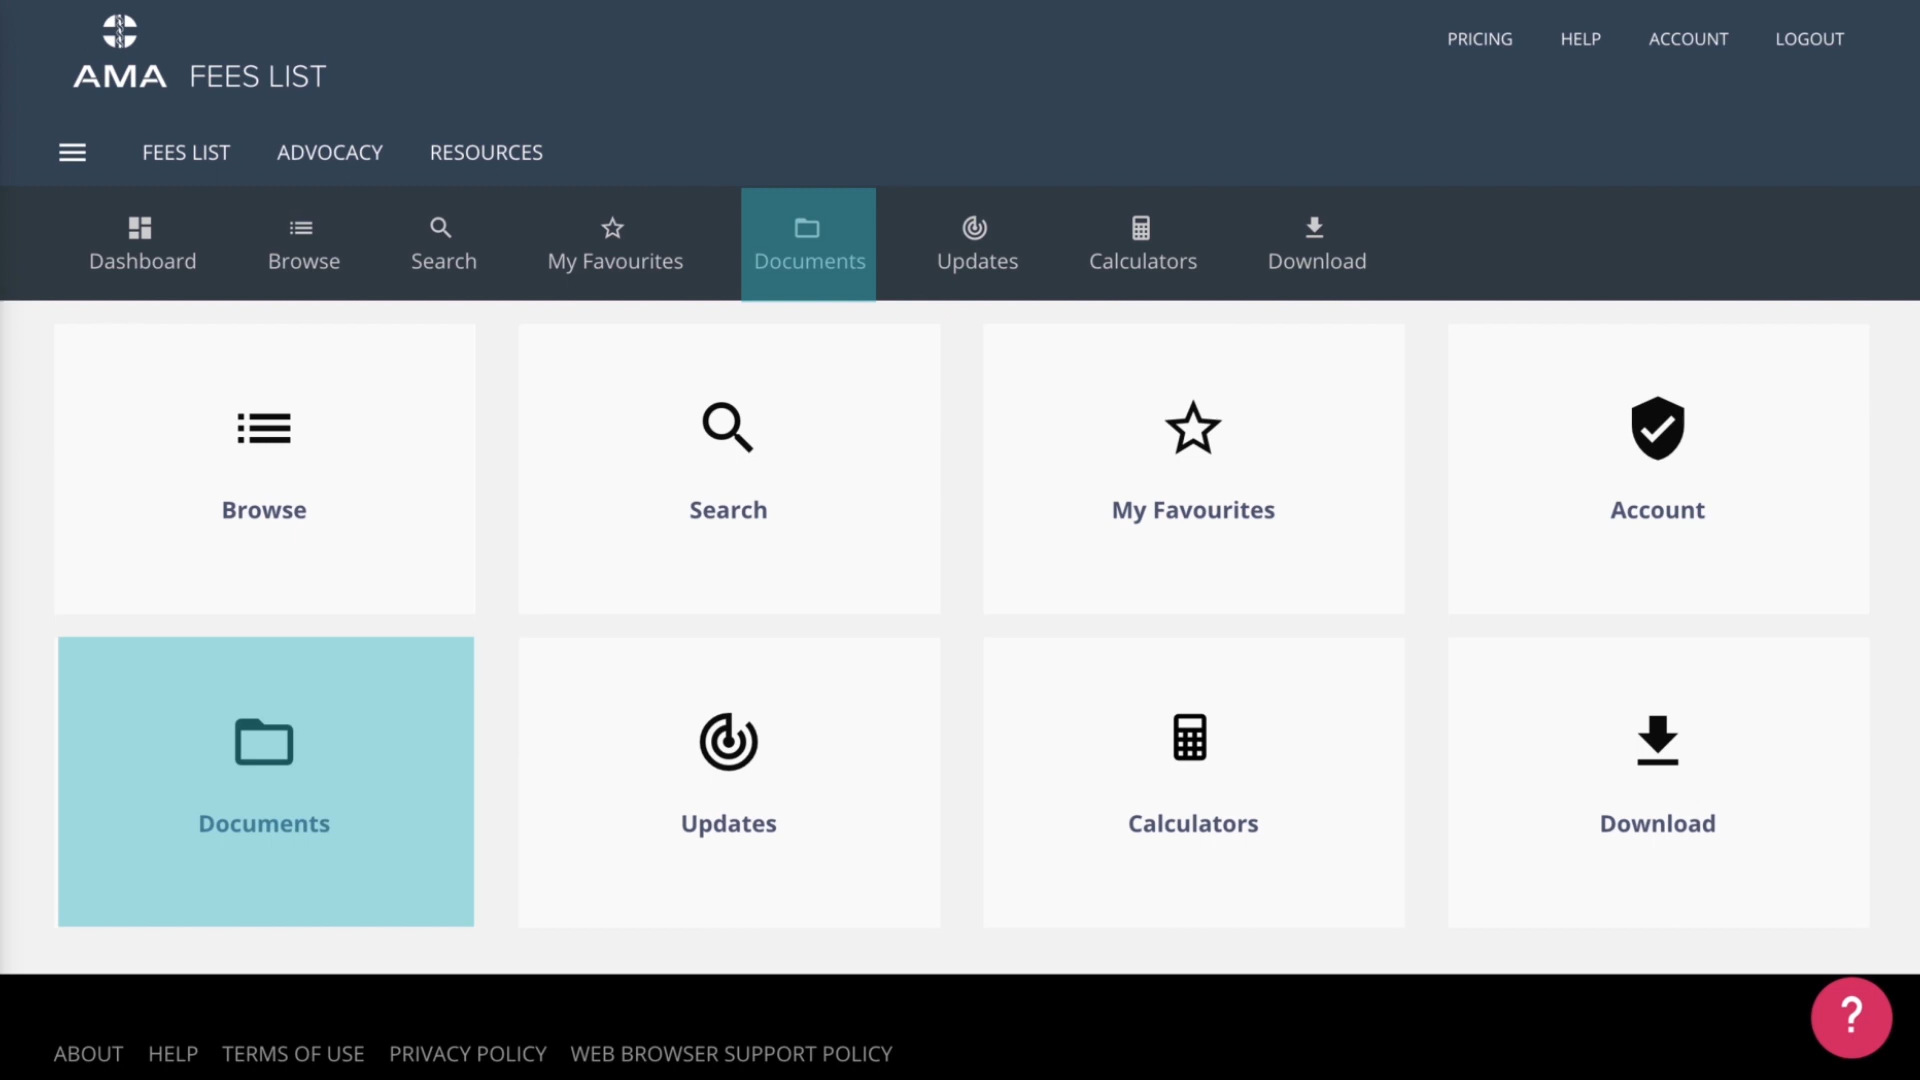 PRICING HELP ACCOUNT LOGOUT
AMA FEES LIST
FEES LIST ADVOCACY RESOURCES
Dashboard Browse Search My Favourites Documents Updates Calculators Download
Browse Search My Favourites Account
Documents Updates Calculators Download
?
ABOUT HELP TERMS OF USE PRIVACY POLICY WEB BROWSER SUPPORT POLICY